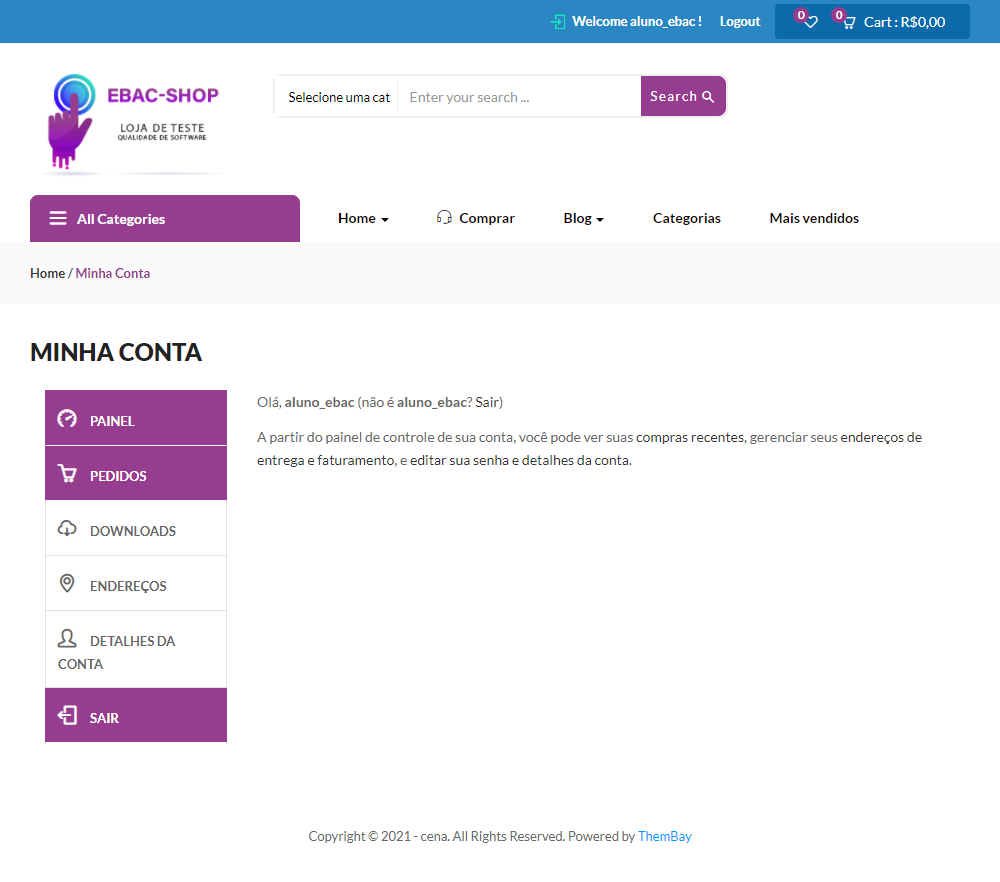 Welcome aluno_ebac ! Logout 0 0 Cart : R$0,00
EBAC-SHOP
LOJA DE TESTE
QUALIDADE DE SOFTWARE
Selecione uma cat Enter your search ... Search
All Categories Home Comprar Blog Categorias Mais vendidos
Home / Minha Conta
MINHA CONTA
PAINEL
PEDIDOS
DOWNLOADS
ENDEREÇOS
DETALHES DA
CONTA
SAIR
Olá, aluno_ebac (não é aluno_ebac? Sair)
A partir do painel de controle de sua conta, você pode ver suas compras recentes, gerenciar seus endereços de
entrega e faturamento, e editar sua senha e detalhes da conta.
Copyright © 2021 - cena. All Rights Reserved. Powered by ThemBay